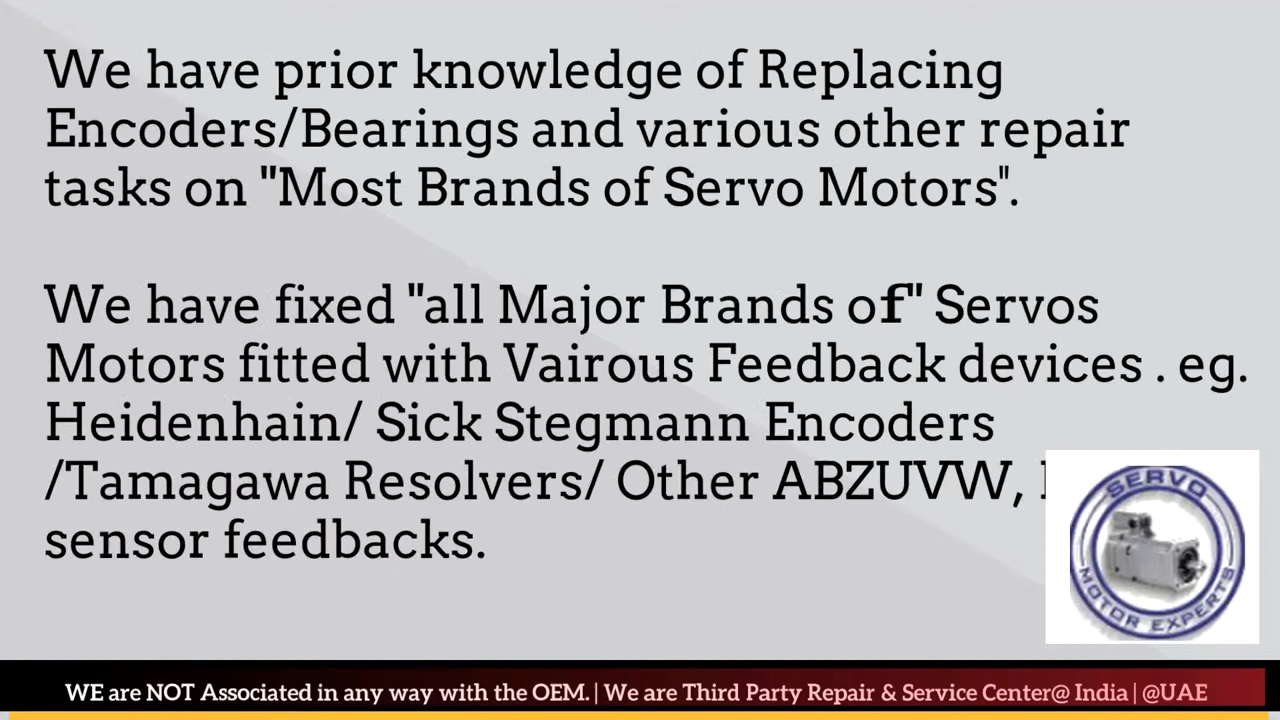 We have prior knowledge of Replacing
Encoders/Bearings and various other repair
tasks on "Most Brands of Servo Motors".
We have fixed "all Major Brands of" Servos
Motors fitted with Vairous Feedback devices . eg.
Heidenhain/ Sick Stegmann Encoders
/Tamagawa Resolvers/ Other ABZUVW,
sensor feedbacks.
SERVO
MOTOR EXPERTS
WE are NOT Associated in any way with the OEM. | We are Third Party Repair & Service Center@ India | @UAE